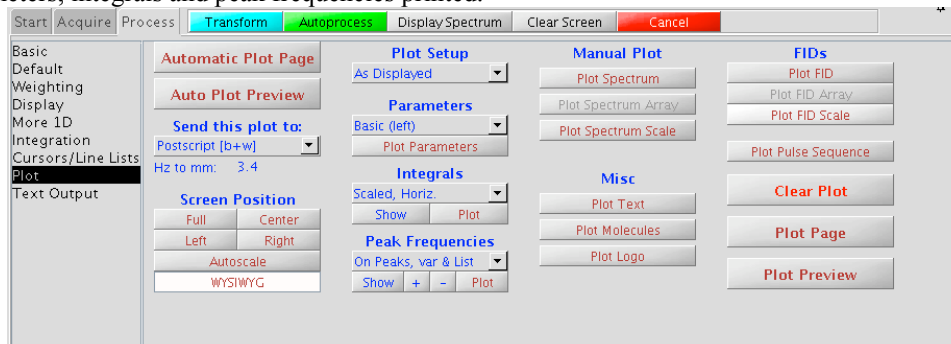 meters, integrals and peak frequencies printed.
Start Acquire Process Transform Autoprocess Display Spectrum Clear Screen Cancel
Basic
Default
Weighting
Display
More 1D
Integration
Cursors/Line Lists
Plot
Text Output
Automatic Plot Page
Auto Plot Preview
Send this plot to:
Postscript [b+w]
Hz to mm: 3.4
Screen Position
Full Center
Left Right
Autoscale
WYSIWYG
Plot Setup
As Displayed
Parameters
Basic (left)
Plot Parameters
Integrals
Scaled, Horiz.
Show Plot
Peak Frequencies
On Peaks, var & List
Show + - Plot
Manual Plot
Plot Spectrum
Plot Spectrum Array
Plot Spectrum Scale
Misc
Plot Text
Plot Molecules
Plot Logo
FIDs
Plot FID
Plot FID Array
Plot FID Scale
Plot Pulse Sequence
Clear Plot
Plot Page
Plot Preview